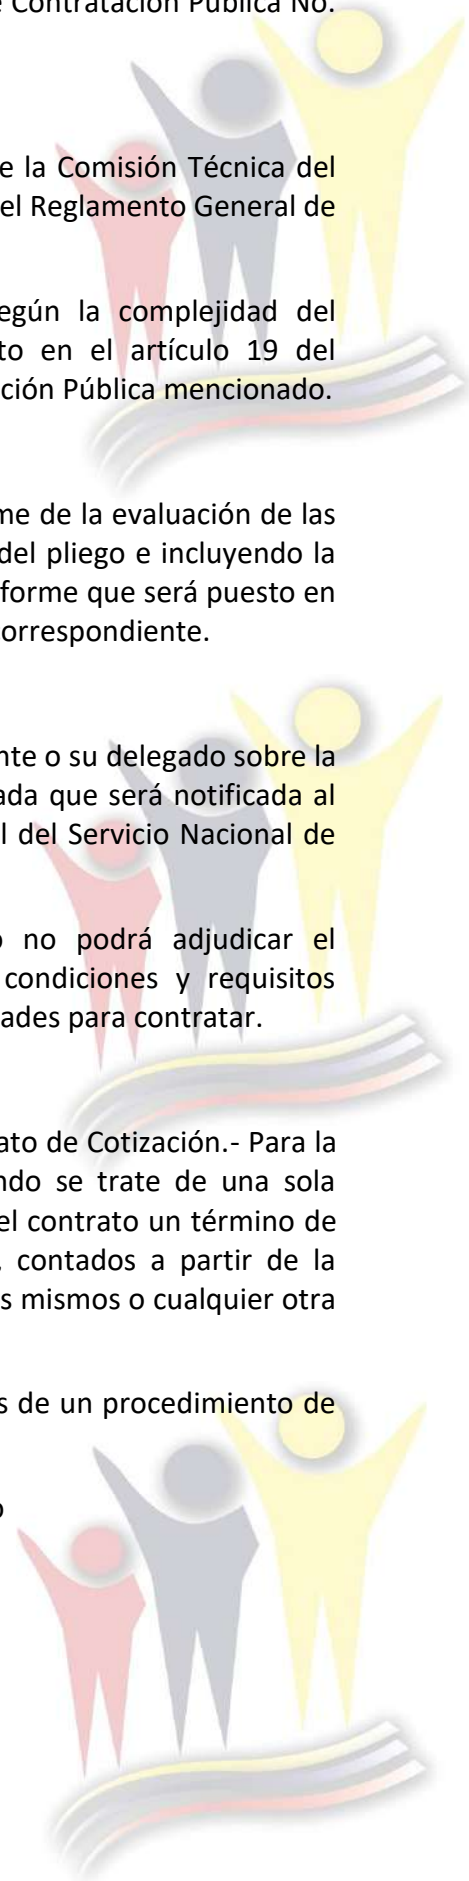 e Contratación Pública No.
e la Comisión Técnica del
el Reglamento General de
egún la complejidad del
to en el artículo 19 del
ción Pública mencionado.
me de la evaluación de las
del pliego e incluyendo la
forme que será puesto en
orrespondiente.
nte o su delegado sobre la
ada que será notificada al
l del Servicio Nacional de
o no podrá adjudicar el
condiciones y requisitos
ades para contratar.
ato de Cotización.- Para la
ndo se trate de una sola
el contrato un término de
, contados a partir de la
s mismos o cualquier otra
s de un procedimiento de
o